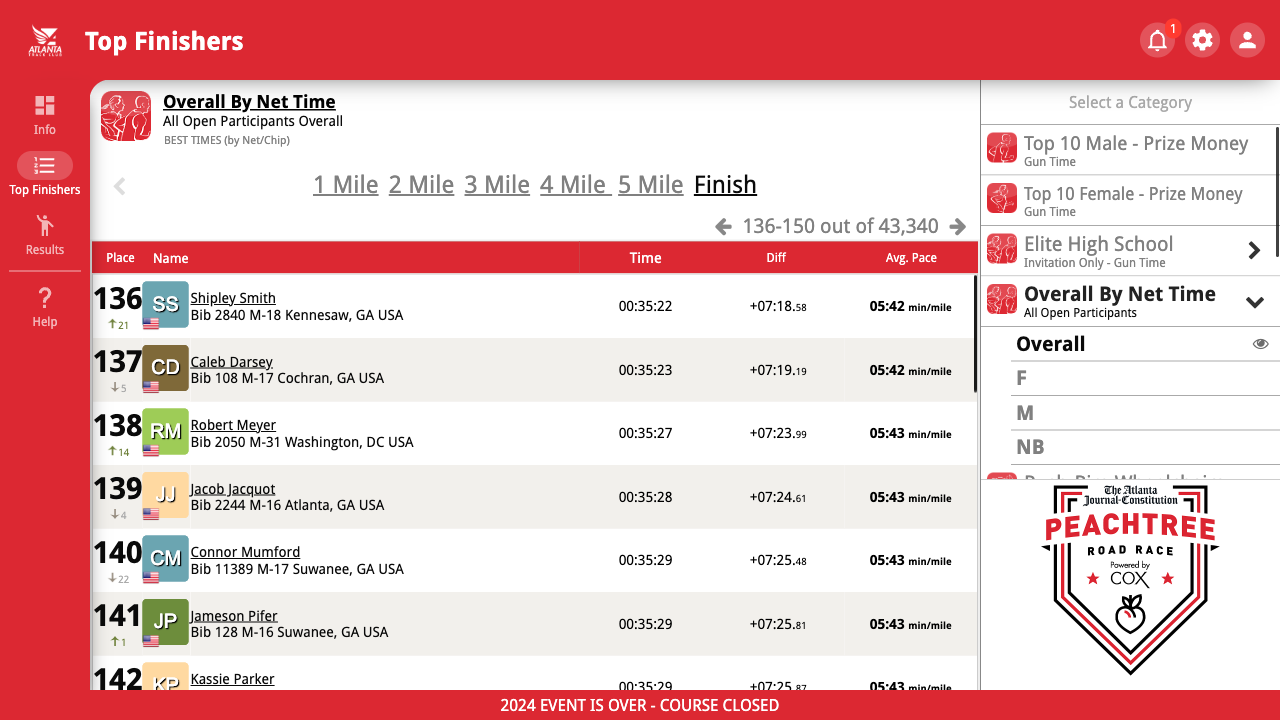 ATLANTA
TRACK CLUB
Top Finishers
1
Info
Top Finishers
Results
Help
Overall By Net Time
All Open Participants Overall
BEST TIMES (by Net/Chip)
1 Mile 2 Mile 3 Mile 4 Mile 5 Mile Finish
136-150 out of 43,340
Place Name Time Diff Avg. Pace
136 SS Shipley Smith 00:35:22 +07:18.58 05:42 min/mile
21 Bib 2840 M-18 Kennesaw, GA USA
137 CD Caleb Darsey 00:35:23 +07:19.19 05:42 min/mile
5 Bib 108 M-17 Cochran, GA USA
138 RM Robert Meyer 00:35:27 +07:23.99 05:43 min/mile
14 Bib 2050 M-31 Washington, DC USA
139 JJ Jacob Jacquot 00:35:28 +07:24.61 05:43 min/mile
4 Bib 2244 M-16 Atlanta, GA USA
140 CM Connor Mumford 00:35:29 +07:25.48 05:43 min/mile
22 Bib 11389 M-17 Suwanee, GA USA
141 JP Jameson Pifer 00:35:29 +07:25.81 05:43 min/mile
1 Bib 128 M-16 Suwanee, GA USA
142 KP Kassie Parker 00:35:29 +07:25.87 05:43 min/mile
Select a Category
Top 10 Male - Prize Money
Gun Time
Top 10 Female - Prize Money
Gun Time
Elite High School
Invitation Only - Gun Time
Overall By Net Time
All Open Participants
Overall
F
M
NB
The Atlanta
Journal-Constitution
PEACHTREE
ROAD RACE
Powered by
COX
2024 EVENT IS OVER - COURSE CLOSED